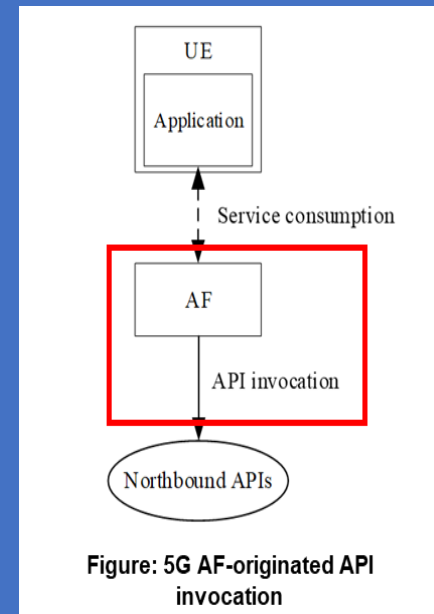 UE
Application
Service consumption
AF
API invocation
Northbound APIs
Figure: 5G AF-originated API
invocation